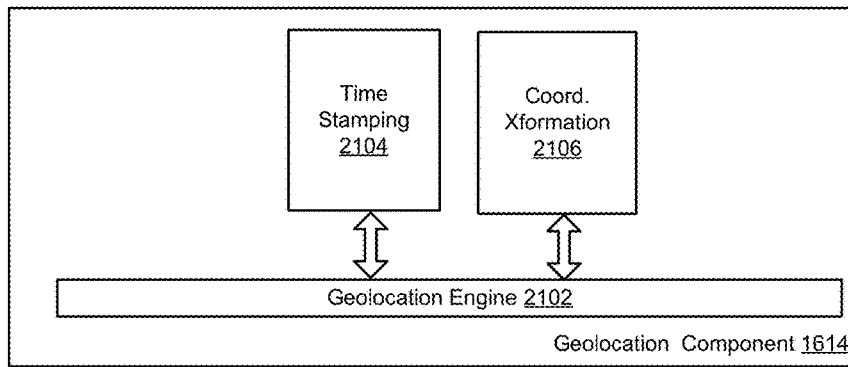 Time
Stamping
2104
Coord.
Xformation
2106
Geolocation Engine 2102
Geolocation Component 1614